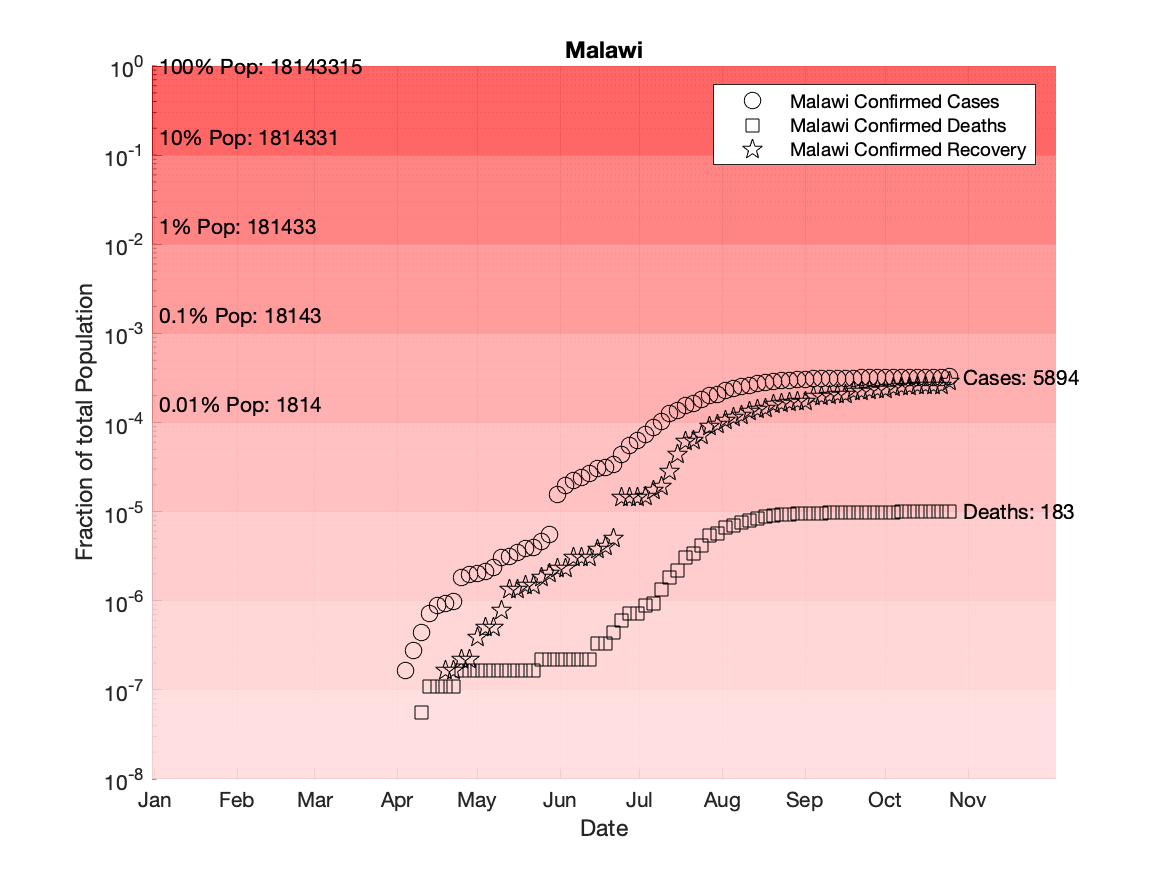 Malawi
10^0
100% Pop: 18143315
Malawi Confirmed Cases
Malawi Confirmed Deaths
Malawi Confirmed Recovery
10% Pop: 1814331
10^-1
1% Pop: 181433
10^-2
0.1% Pop: 18143
10^-3
Cases: 5894
0.01% Pop: 1814
10^-4
10^-5
Deaths: 183
10^-6
10^-7
10^-8
Fraction of total Population
Jan Feb Mar Apr May Jun Jul Aug Sep Oct Nov
Date